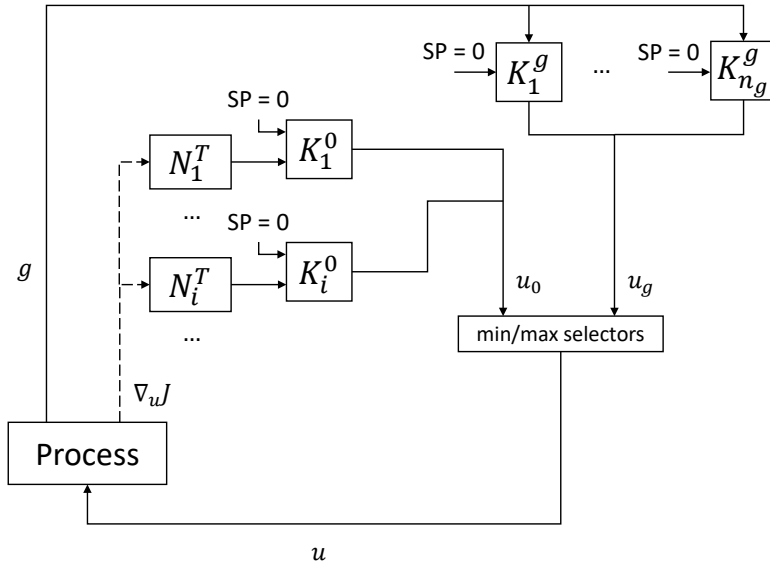 SP = 0
K_1^g
...
SP = 0
K_{n_g}^g
SP = 0
N_1^T
K_1^0
...
SP = 0
N_i^T
K_i^0
...
g
u_0
u_g
min/max selectors
∇_u J
Process
u